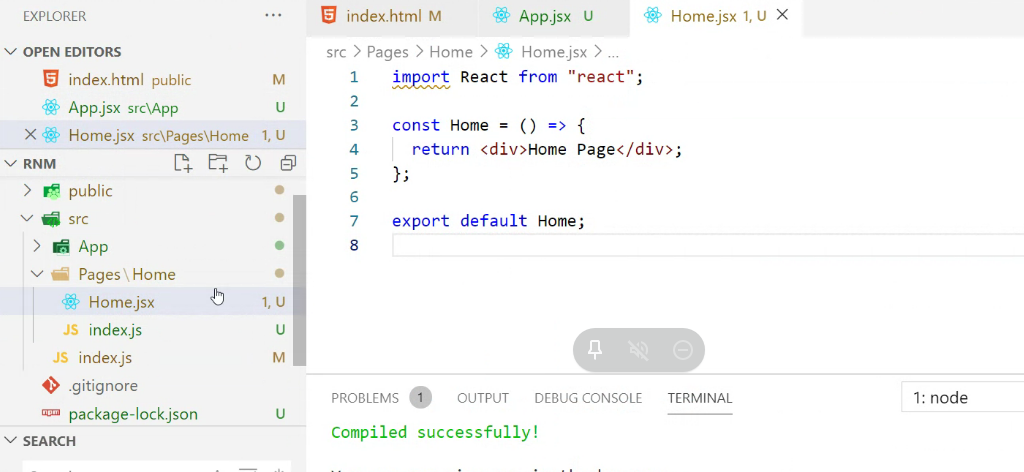 EXPLORER ...
OPEN EDITORS
index.html public M
App.jsx src\App U
Home.jsx src\Pages\Home 1, U
RNM
public
src
App
Pages\Home
Home.jsx 1, U
JS index.js U
JS index.js M
.gitignore
package-lock.json U
SEARCH
index.html M App.jsx U Home.jsx 1, U
src > Pages > Home > Home.jsx > ...
1 import React from "react";
2
3 const Home = () => {
4 return <div>Home Page</div>;
5 };
6
7 export default Home;
8
PROBLEMS 1 OUTPUT DEBUG CONSOLE TERMINAL 1: node
Compiled successfully!